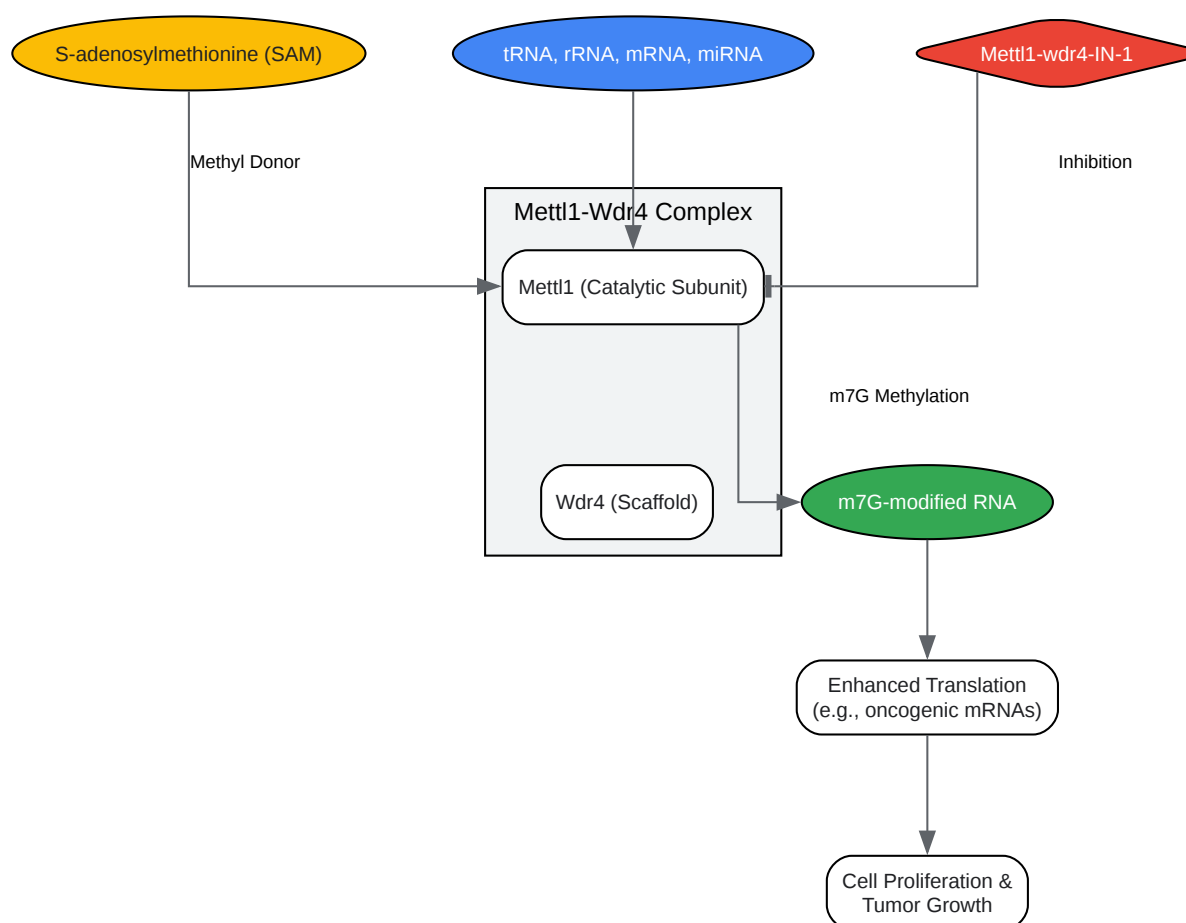 S-adenosylmethionine (SAM)
tRNA, rRNA, mRNA, miRNA
Mettl1-wdr4-IN-1
Methyl Donor
Inhibition
Mettl1-Wdr4 Complex
Mettl1 (Catalytic Subunit)
m7G Methylation
Wdr4 (Scaffold)
m7G-modified RNA
Enhanced Translation
(e.g., oncogenic mRNAs)
Cell Proliferation &
Tumor Growth